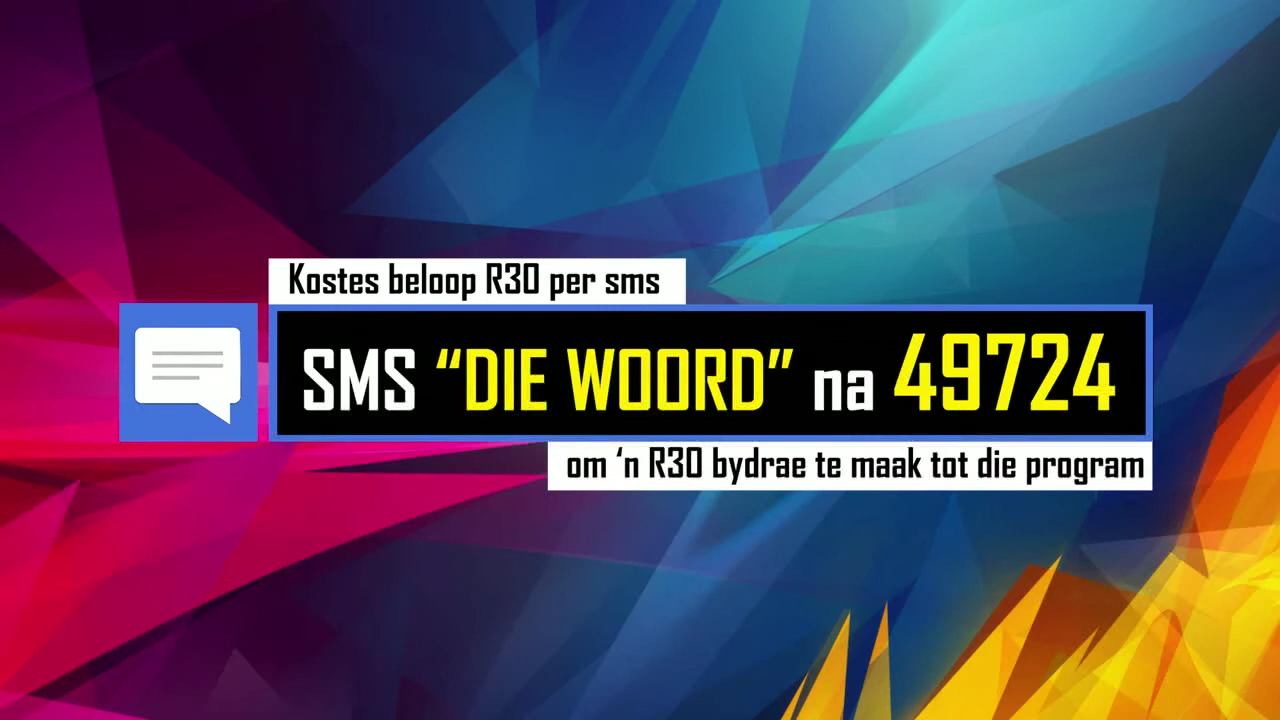 Kostes beloop R30 per sms
SMS “DIE WOORD” na 49724
om ‘n R30 bydrae te maak tot die program